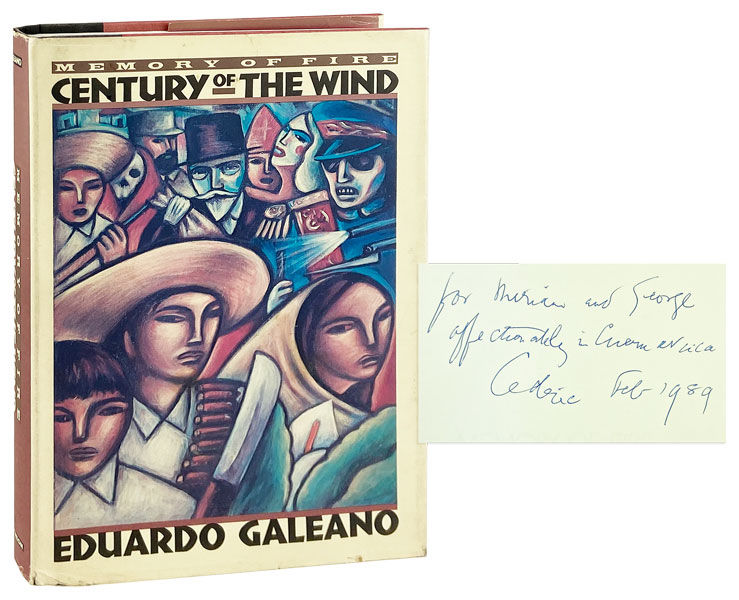 MEMORY OF FIRE
CENTURY OF THE WIND
EDUARDO GALEANO
MEMORY OF FIRE
for Miriam and George
affectionately in Cuernavaca
Cedric Feb 1989